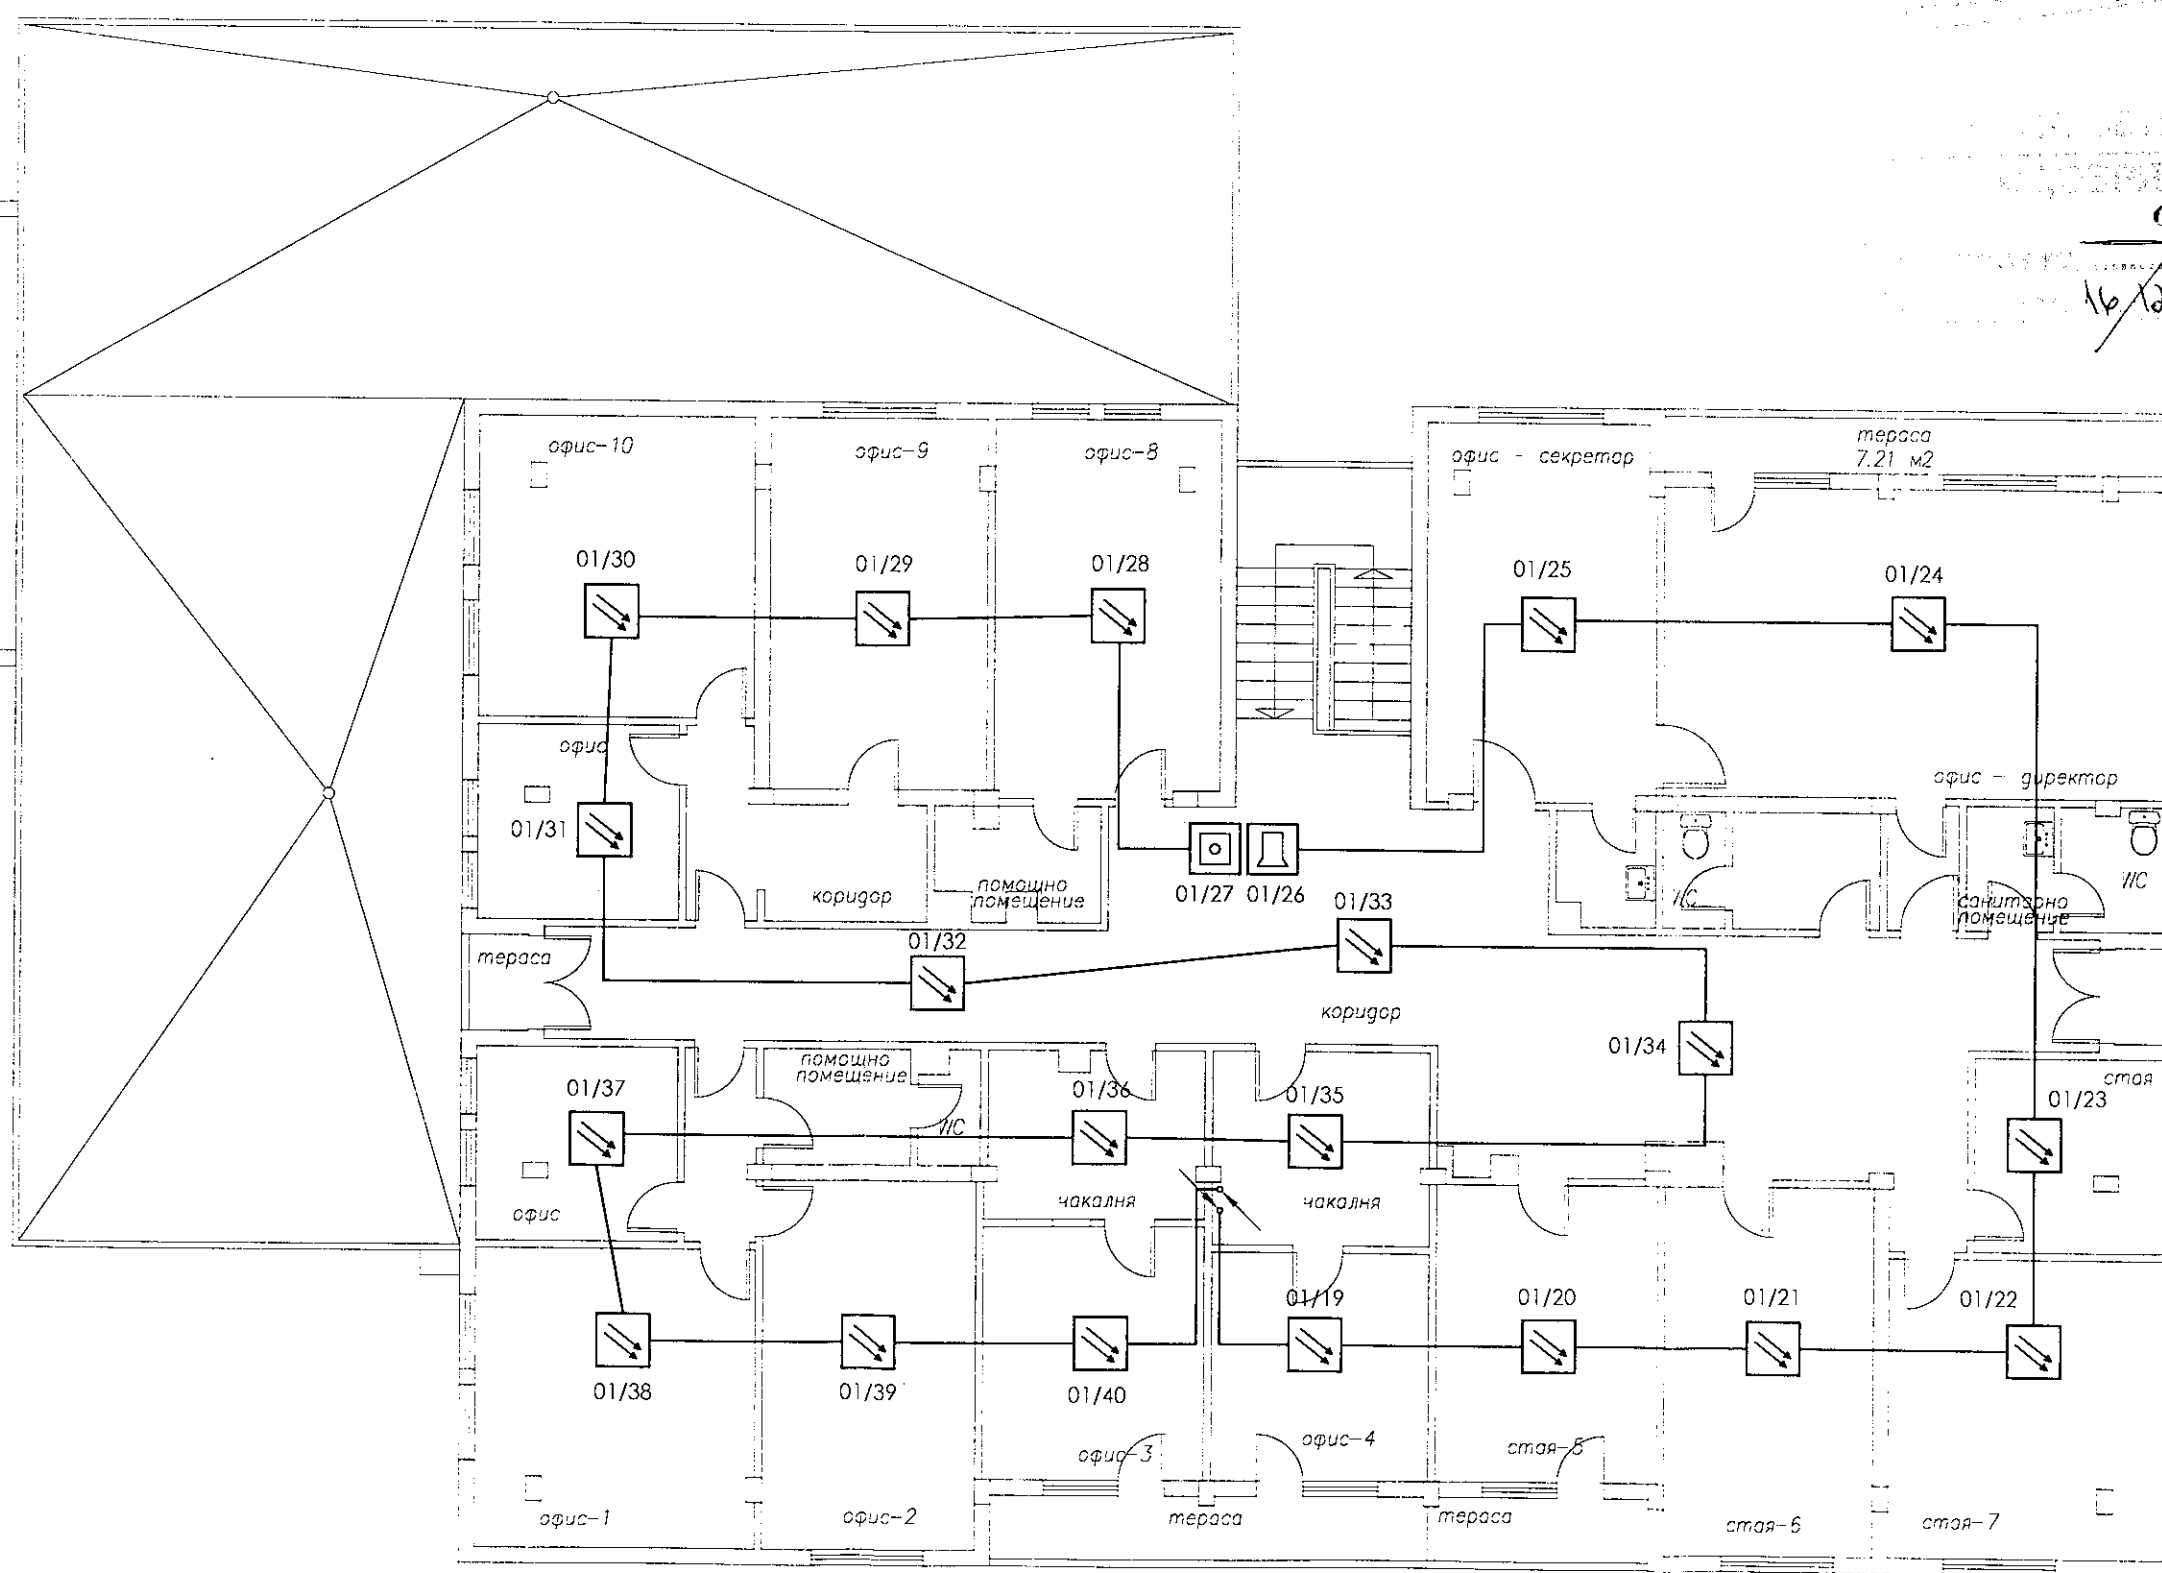 офис-10
офис-9
офис-8
офис - секретар
тераса
7.21 м2
01/30
01/29
01/28
01/25
01/24
офис
01/31
офис - директор
коридор
помощно
помещение
01/27
01/26
01/33
WC
санитарно
помещение
WC
тераса
01/32
коридор
01/34
помощно
помещение
01/37
01/36
01/35
стая
01/23
WC
офис
чакалня
чакалня
01/19
01/20
01/21
01/22
01/38
01/39
01/40
офис-3
офис-4
стая-5
офис-1
офис-2
тераса
тераса
стая-6
стая-7